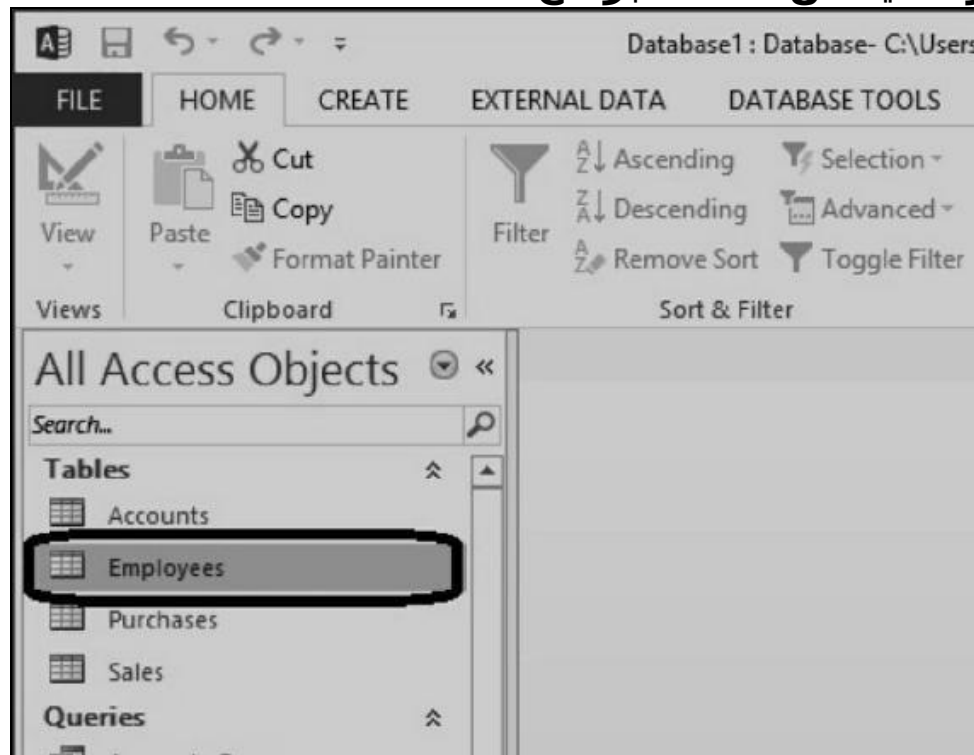 Database1 : Database- C:\Users
FILE HOME CREATE EXTERNAL DATA DATABASE TOOLS
Cut
Copy
Format Painter
View
Paste
Filter
Ascending
Descending
Remove Sort
Selection
Advanced
Toggle Filter
Views Clipboard Sort & Filter
All Access Objects
Search...
Tables
Accounts
Employees
Purchases
Sales
Queries